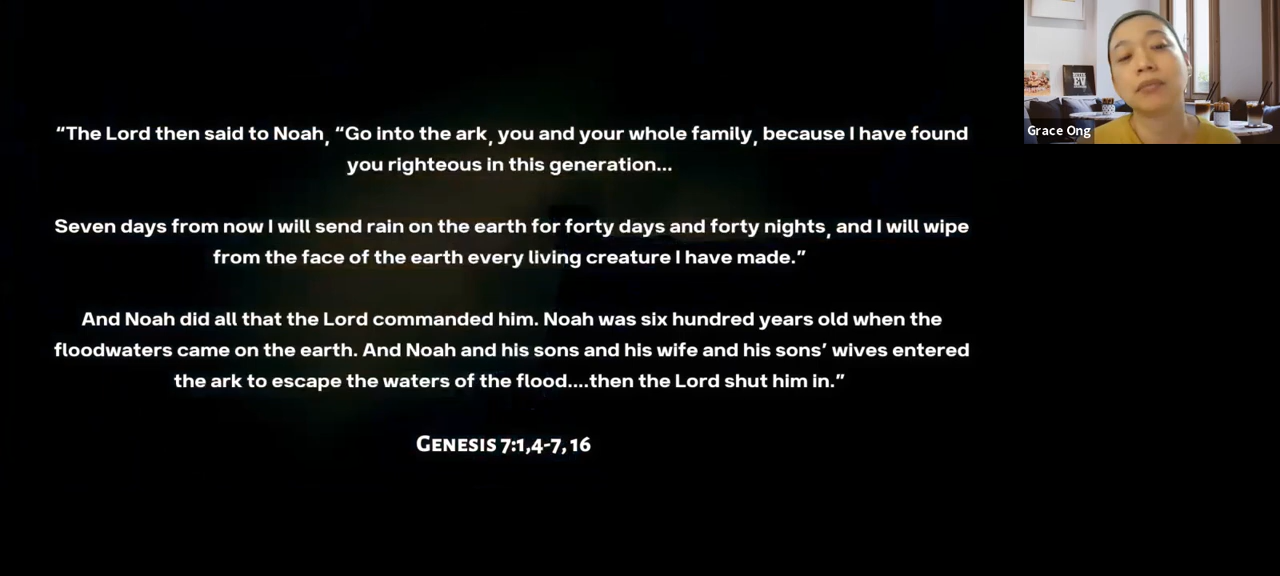 “The Lord then said to Noah, “Go into the ark, you and your whole family, because I have found
you righteous in this generation...
Seven days from now I will send rain on the earth for forty days and forty nights, and I will wipe
from the face of the earth every living creature I have made.”
And Noah did all that the Lord commanded him. Noah was six hundred years old when the
floodwaters came on the earth. And Noah and his sons and his wife and his sons’ wives entered
the ark to escape the waters of the flood....then the Lord shut him in.”
Genesis 7:1,4-7, 16
Grace Ong